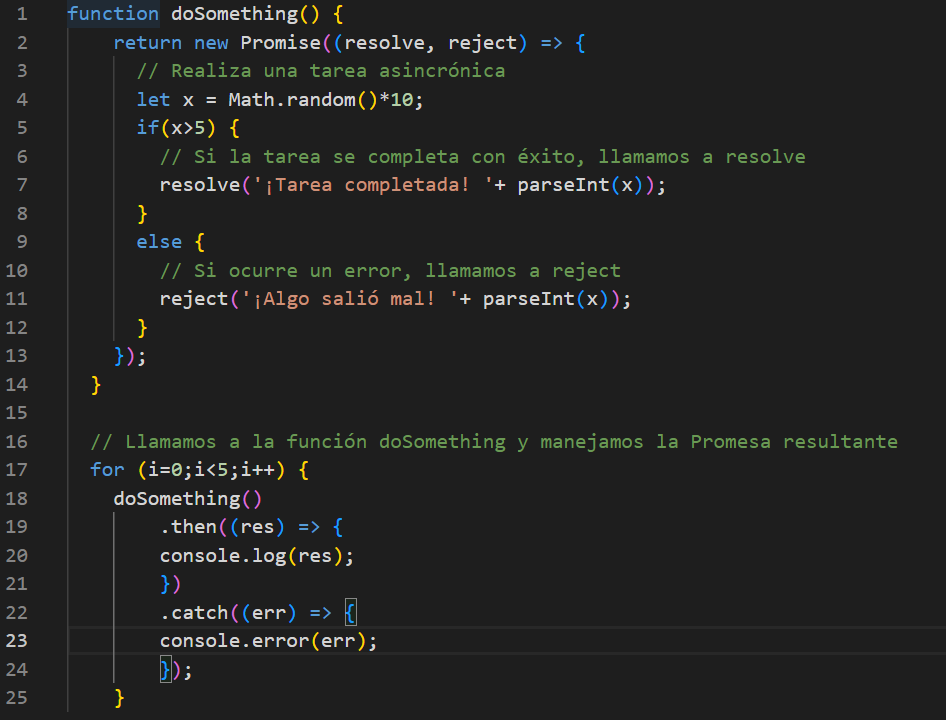 1 function doSomething() {
2 return new Promise((resolve, reject) => {
3 // Realiza una tarea asincrónica
4 let x = Math.random()*10;
5 if(x>5) {
6 // Si la tarea se completa con éxito, llamamos a resolve
7 resolve('¡Tarea completada! '+ parseInt(x));
8 }
9 else {
10 // Si ocurre un error, llamamos a reject
11 reject('¡Algo salió mal! '+ parseInt(x));
12 }
13 });
14 }
15
16 // Llamamos a la función doSomething y manejamos la Promesa resultante
17 for (i=0;i<5;i++) {
18 doSomething()
19 .then((res) => {
20 console.log(res);
21 })
22 .catch((err) => {
23 console.error(err);
24 });
25 }